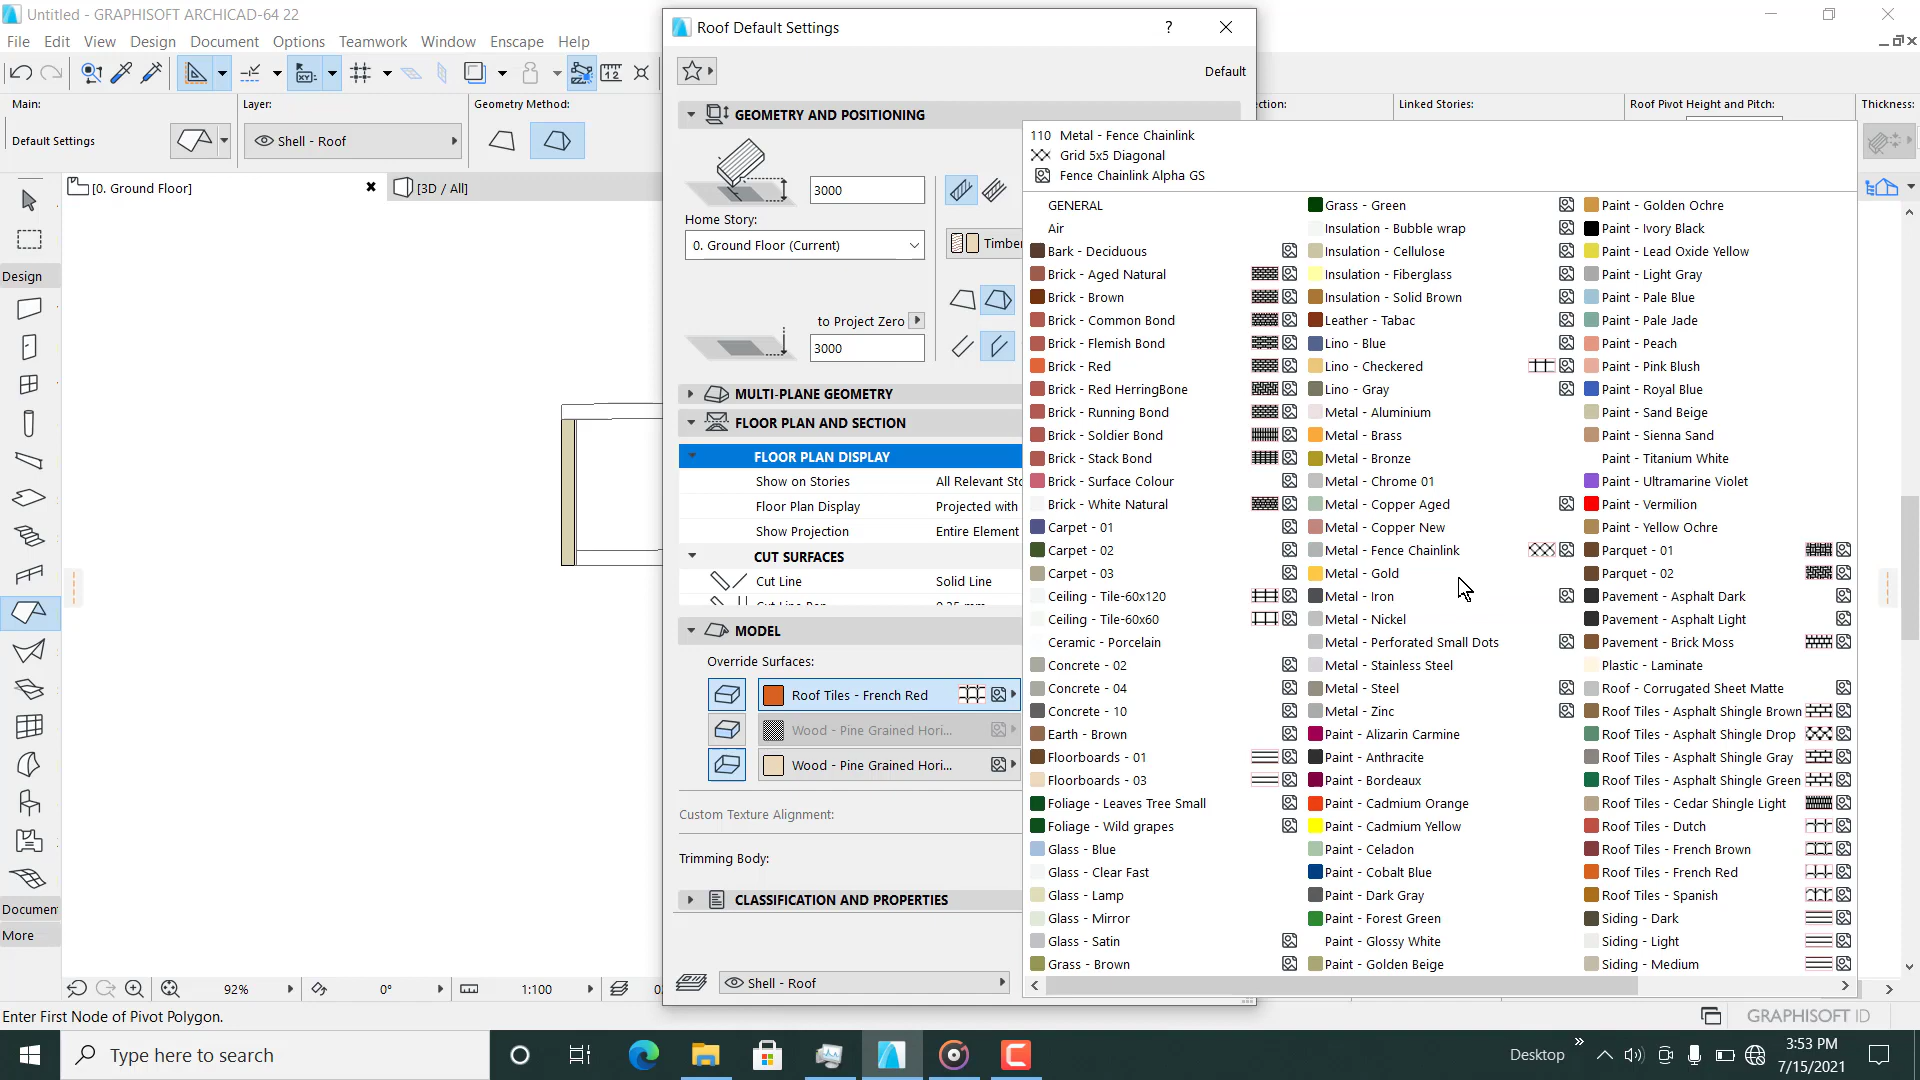 Untitled - GRAPHISOFT ARCHICAD-64 22
File Edit View Design Document Options Teamwork Window Enscape Help
Main:
Layer:
Geometry Method:
Default Settings
Shell - Roof
[0. Ground Floor]
[3D / All]
Linked Stories:
Roof Pivot Height and Pitch:
Thickness:
Design
Documen
More
Roof Default Settings
?
Default
GEOMETRY AND POSITIONING
3000
Home Story:
0. Ground Floor (Current)
Timber
to Project Zero
3000
MULTI-PLANE GEOMETRY
FLOOR PLAN AND SECTION
FLOOR PLAN DISPLAY
Show on Stories All Relevant Sto
Floor Plan Display Projected with
Show Projection Entire Element
CUT SURFACES
Cut Line Solid Line
MODEL
Override Surfaces:
Roof Tiles - French Red
Wood - Pine Grained Hori...
Wood - Pine Grained Hori...
Custom Texture Alignment:
Trimming Body:
CLASSIFICATION AND PROPERTIES
Shell - Roof
110 Metal - Fence Chainlink
Grid 5x5 Diagonal
Fence Chainlink Alpha GS
GENERAL
Air
Bark - Deciduous
Brick - Aged Natural
Brick - Brown
Brick - Common Bond
Brick - Flemish Bond
Brick - Red
Brick - Red HerringBone
Brick - Running Bond
Brick - Soldier Bond
Brick - Stack Bond
Brick - Surface Colour
Brick - White Natural
Carpet - 01
Carpet - 02
Carpet - 03
Ceiling - Tile-60x120
Ceiling - Tile-60x60
Ceramic - Porcelain
Concrete - 02
Concrete - 04
Concrete - 10
Earth - Brown
Floorboards - 01
Floorboards - 03
Foliage - Leaves Tree Small
Foliage - Wild grapes
Glass - Blue
Glass - Clear Fast
Glass - Lamp
Glass - Mirror
Glass - Satin
Grass - Brown
Grass - Green
Insulation - Bubble wrap
Insulation - Cellulose
Insulation - Fiberglass
Insulation - Solid Brown
Leather - Tabac
Lino - Blue
Lino - Checkered
Lino - Gray
Metal - Aluminium
Metal - Brass
Metal - Bronze
Metal - Chrome 01
Metal - Copper Aged
Metal - Copper New
Metal - Fence Chainlink
Metal - Gold
Metal - Iron
Metal - Nickel
Metal - Perforated Small Dots
Metal - Stainless Steel
Metal - Steel
Metal - Zinc
Paint - Alizarin Carmine
Paint - Anthracite
Paint - Bordeaux
Paint - Cadmium Orange
Paint - Cadmium Yellow
Paint - Celadon
Paint - Cobalt Blue
Paint - Dark Gray
Paint - Forest Green
Paint - Glossy White
Paint - Golden Beige
Paint - Golden Ochre
Paint - Ivory Black
Paint - Lead Oxide Yellow
Paint - Light Gray
Paint - Pale Blue
Paint - Pale Jade
Paint - Peach
Paint - Pink Blush
Paint - Royal Blue
Paint - Sand Beige
Paint - Sienna Sand
Paint - Titanium White
Paint - Ultramarine Violet
Paint - Vermilion
Paint - Yellow Ochre
Parquet - 01
Parquet - 02
Pavement - Asphalt Dark
Pavement - Asphalt Light
Pavement - Brick Moss
Plastic - Laminate
Roof - Corrugated Sheet Matte
Roof Tiles - Asphalt Shingle Brown
Roof Tiles - Asphalt Shingle Drop
Roof Tiles - Asphalt Shingle Gray
Roof Tiles - Asphalt Shingle Green
Roof Tiles - Cedar Shingle Light
Roof Tiles - Dutch
Roof Tiles - French Brown
Roof Tiles - French Red
Roof Tiles - Spanish
Siding - Dark
Siding - Light
Siding - Medium
92%
0°
1:100
Enter First Node of Pivot Polygon.
GRAPHISOFT ID
Type here to search
Desktop
3:53 PM
7/15/2021